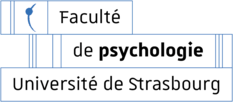 Faculté
de psychologie
Université de Strasbourg